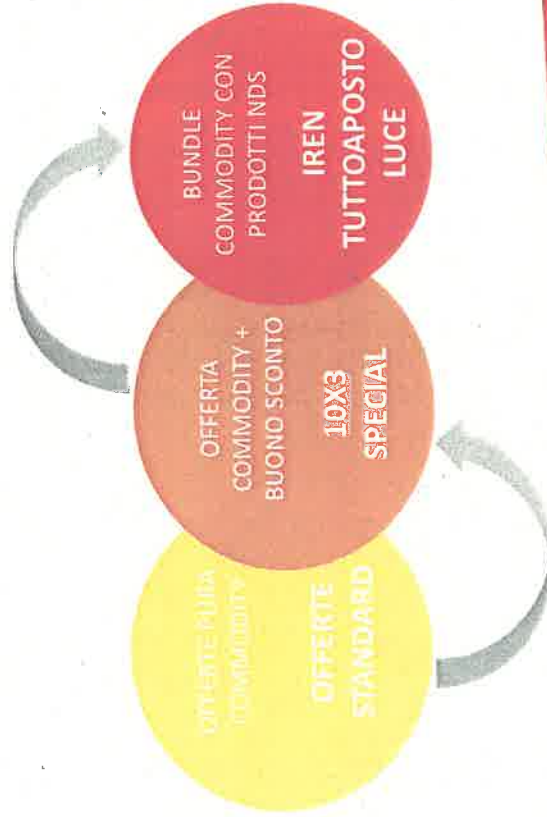 OFFERTE PURA
COMMODITY
OFFERTE
STANDARD
OFFERTA
COMMODITY +
BUONO SCONTO
10X3
SPECIAL
BUNDLE
COMMODITY CON
PRODOTTI NDS
IREN
TUTTOAPOSTO
LUCE